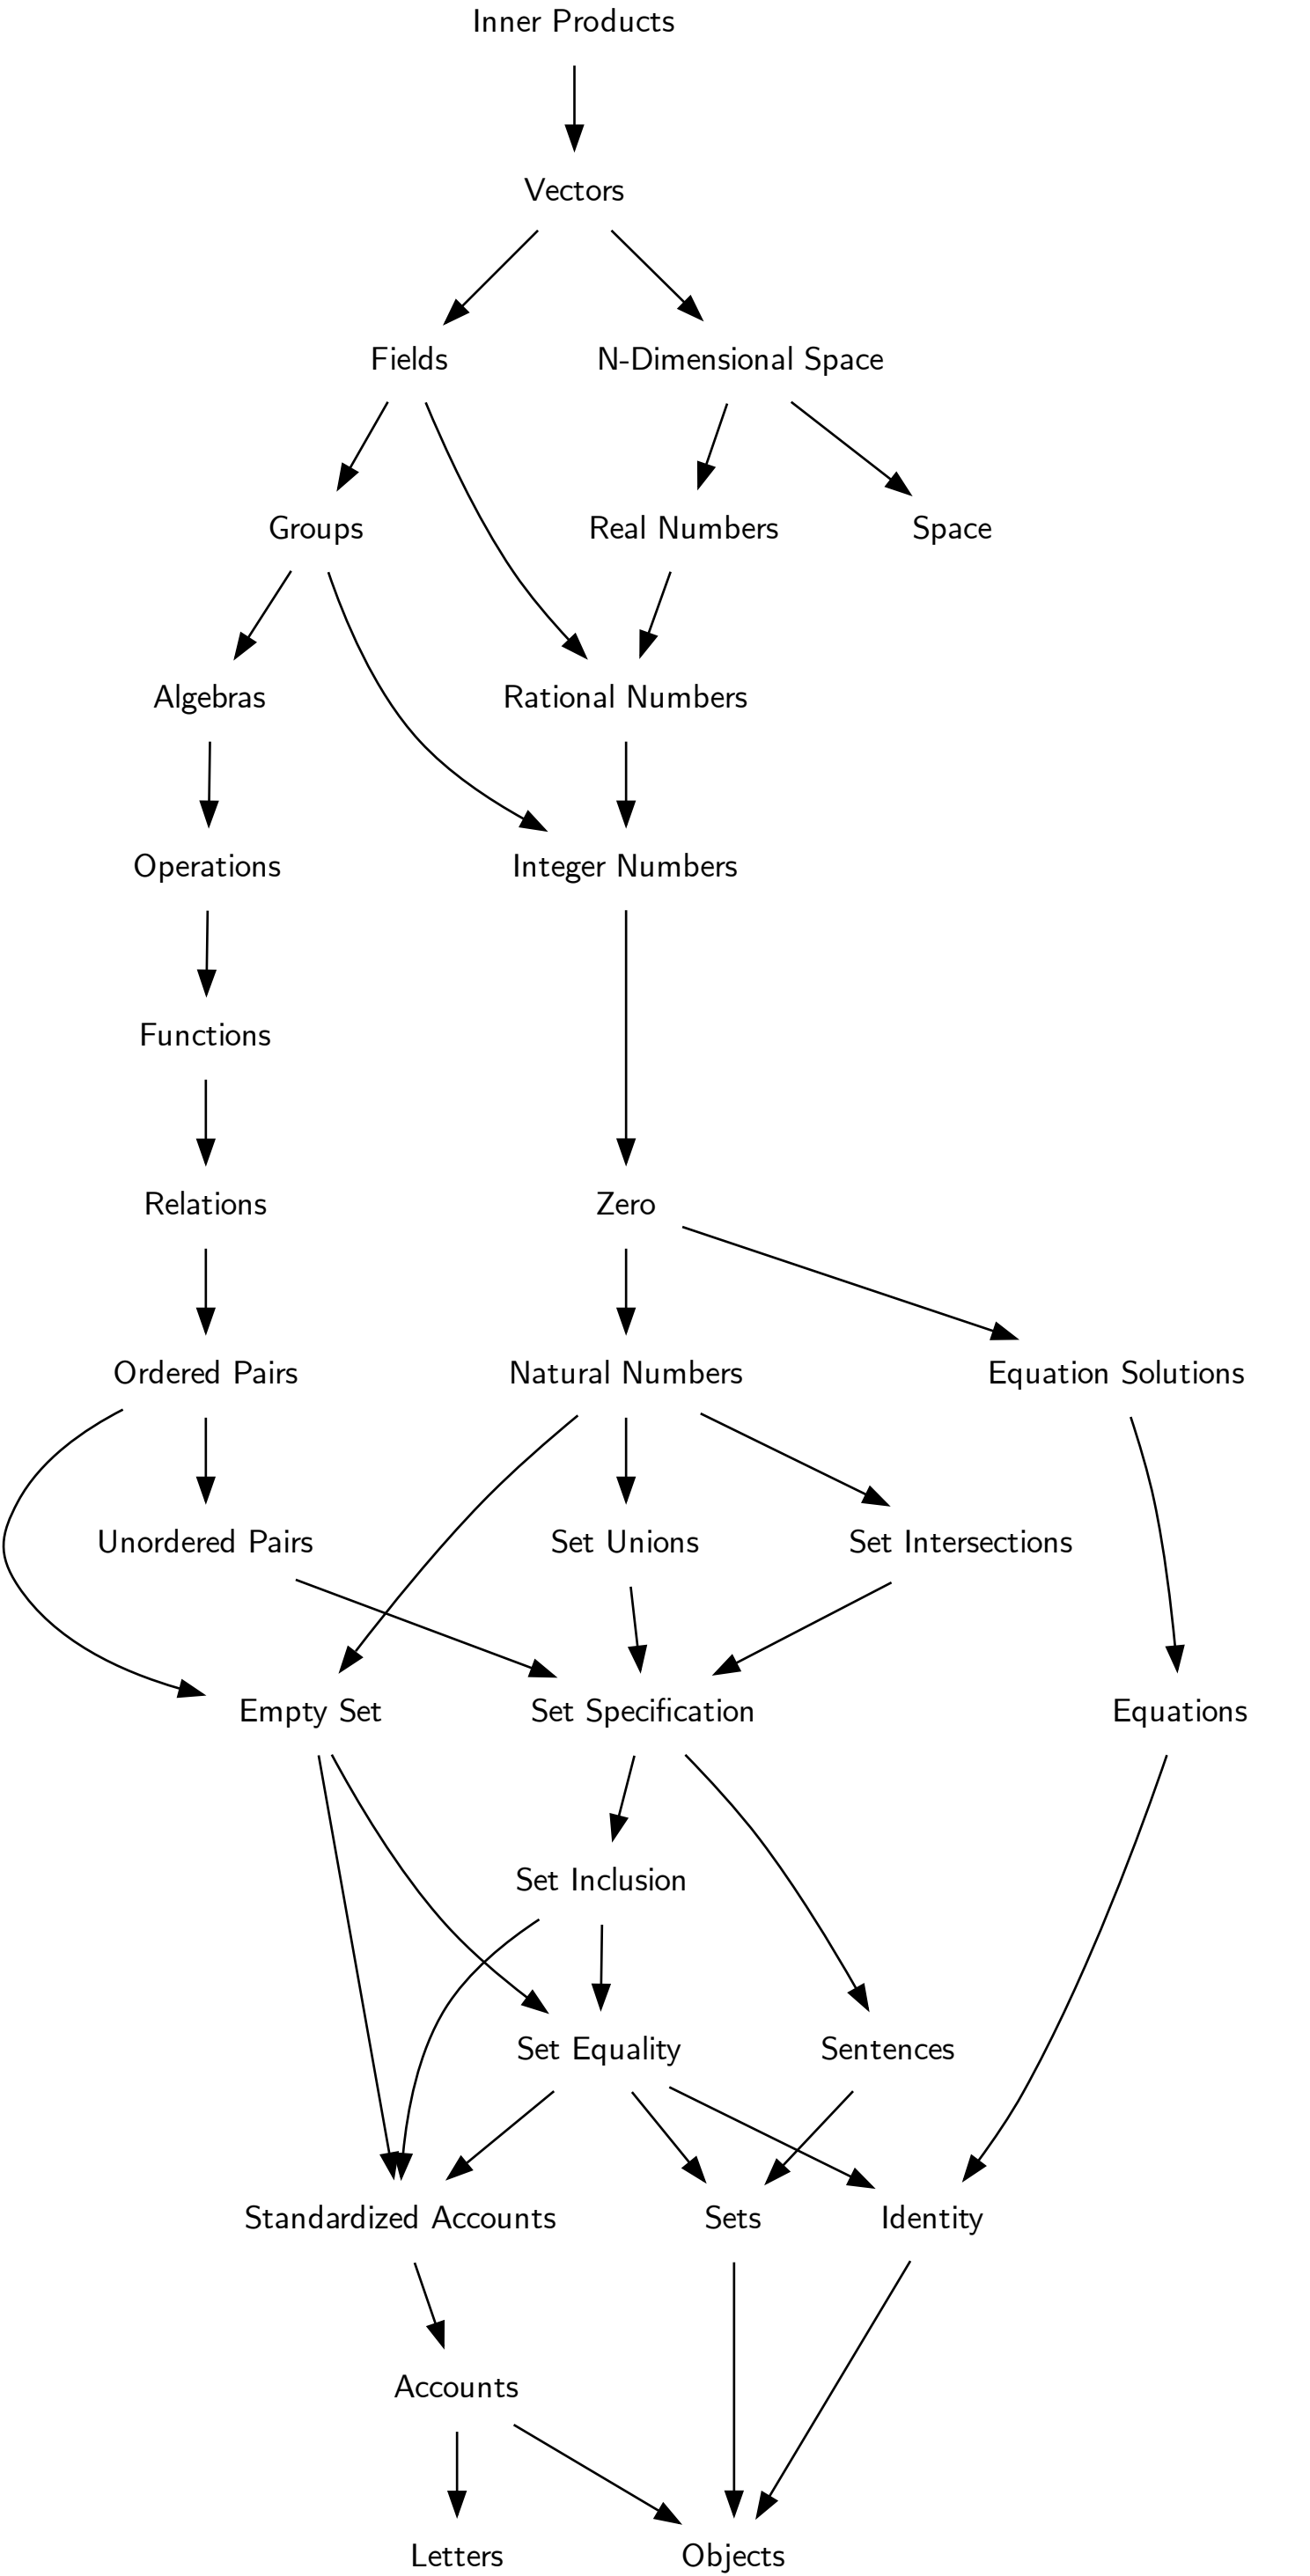 Inner Products
Vectors
Fields
N-Dimensional Space
Groups
Real Numbers
Space
Algebras
Rational Numbers
Operations
Integer Numbers
Functions
Relations
Zero
Ordered Pairs
Natural Numbers
Equation Solutions
Unordered Pairs
Set Unions
Set Intersections
Empty Set
Set Specification
Equations
Set Inclusion
Set Equality
Sentences
Standardized Accounts
Sets
Identity
Accounts
Letters
Objects